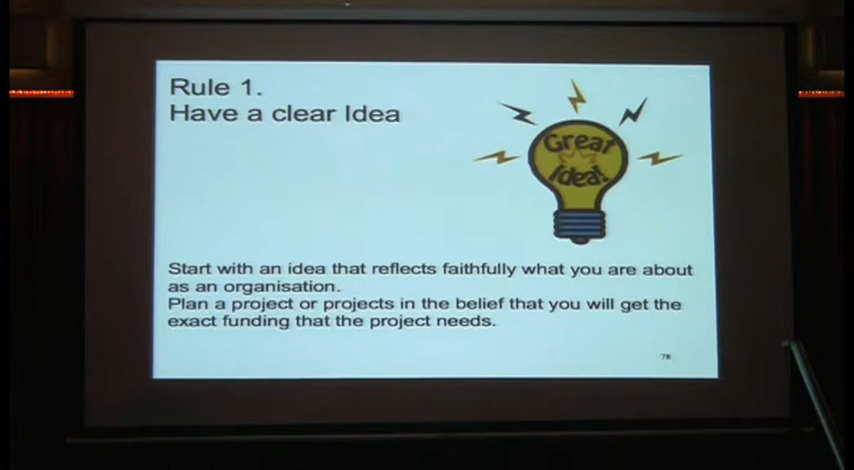 Rule 1.
Have a clear Idea
Great
Idea!
Start with an idea that reflects faithfully what you are about
as an organisation.
Plan a project or projects in the belief that you will get the
exact funding that the project needs.
78